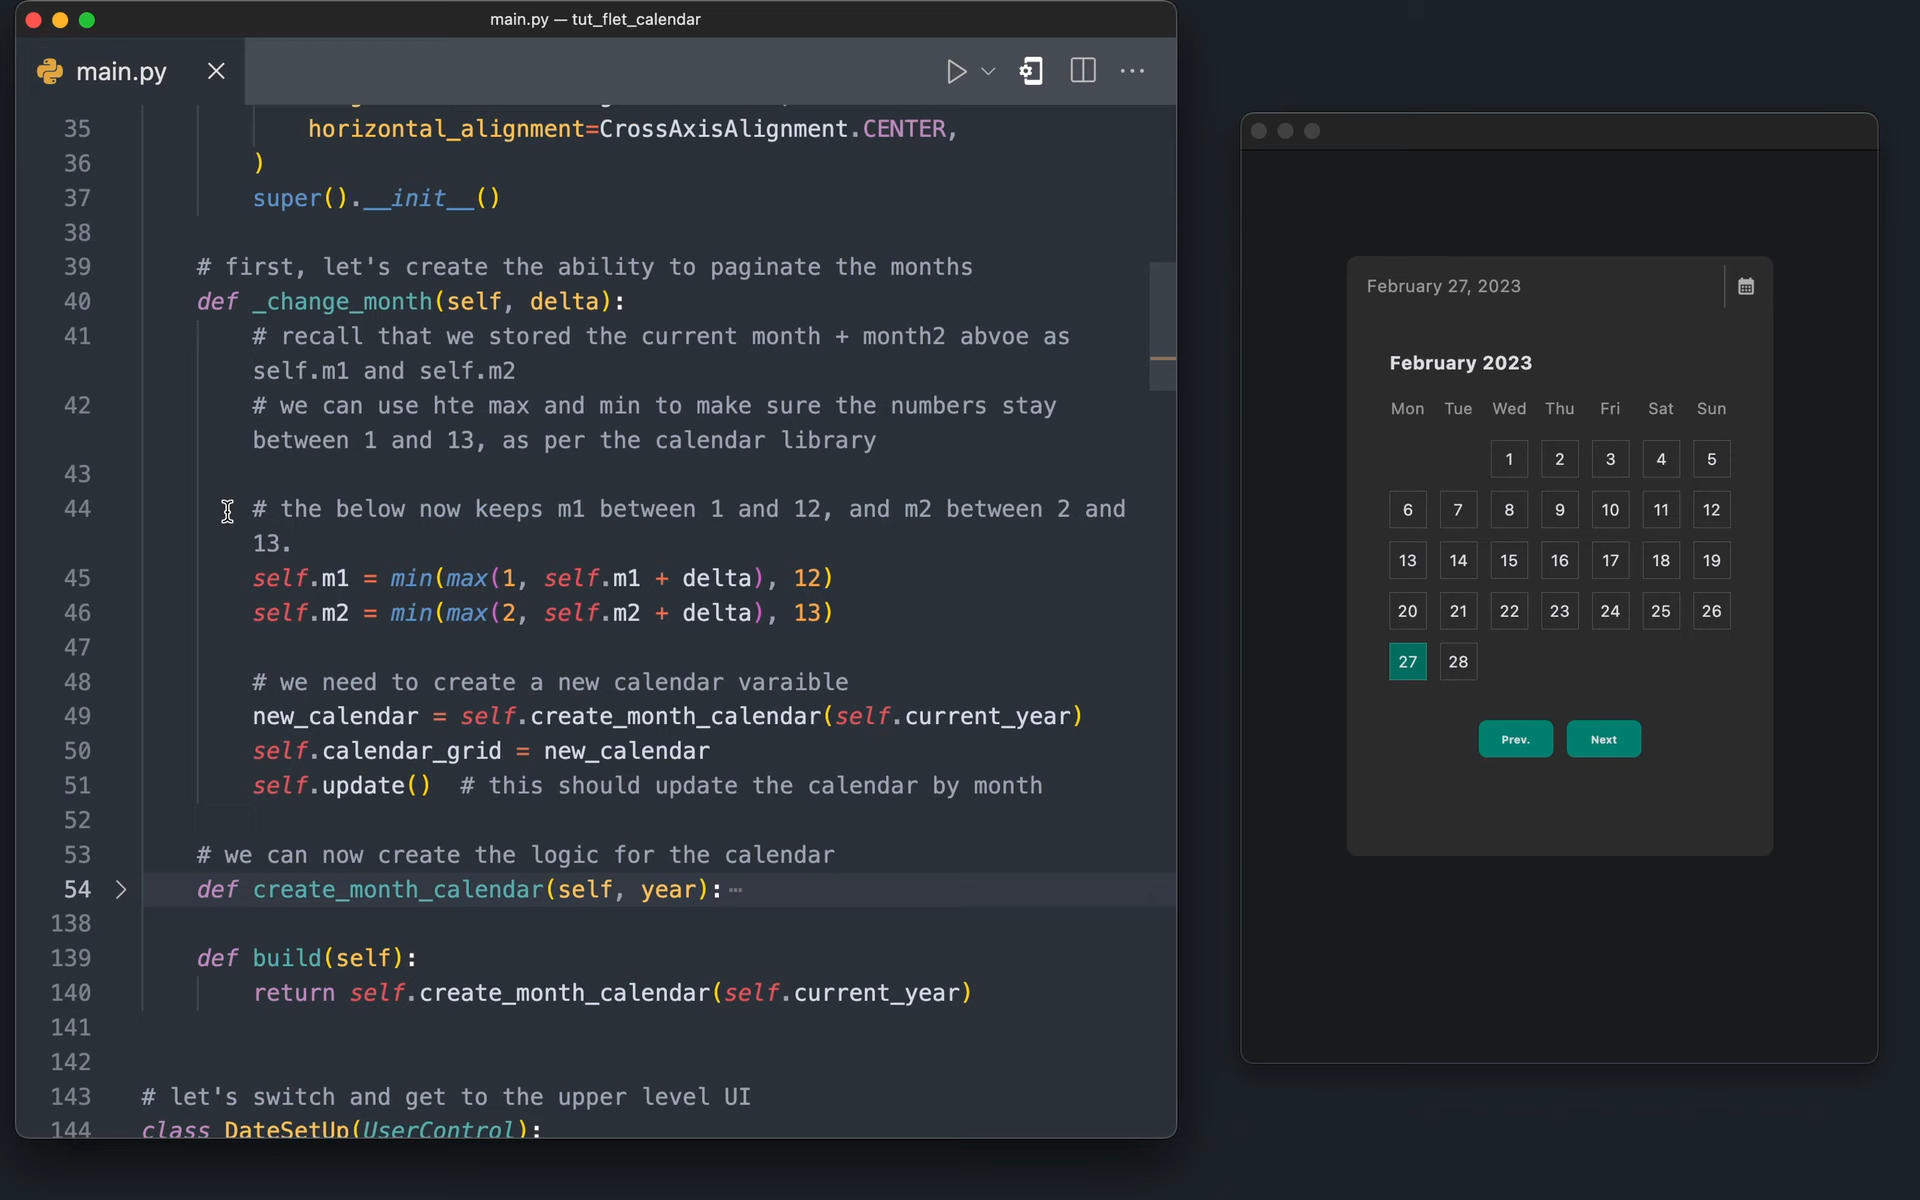 main.py — tut_flet_calendar
main.py
35 horizontal_alignment=CrossAxisAlignment.CENTER,
36 )
37 super().__init__()
38
39 # first, let's create the ability to paginate the months
40 def _change_month(self, delta):
41 # recall that we stored the current month + month2 abvoe as
self.m1 and self.m2
42 # we can use hte max and min to make sure the numbers stay
between 1 and 13, as per the calendar library
43
44 # the below now keeps m1 between 1 and 12, and m2 between 2 and
13.
45 self.m1 = min(max(1, self.m1 + delta), 12)
46 self.m2 = min(max(2, self.m2 + delta), 13)
47
48 # we need to create a new calendar varaible
49 new_calendar = self.create_month_calendar(self.current_year)
50 self.calendar_grid = new_calendar
51 self.update()  # this should update the calendar by month
52
53 # we can now create the logic for the calendar
54 def create_month_calendar(self, year):
138
139 def build(self):
140 return self.create_month_calendar(self.current_year)
141
142
143 # let's switch and get to the upper level UI
144 class DateSetUp(UserControl):
February 27, 2023
February 2023
Mon Tue Wed Thu Fri Sat Sun
1 2 3 4 5
6 7 8 9 10 11 12
13 14 15 16 17 18 19
20 21 22 23 24 25 26
27 28
Prev. Next